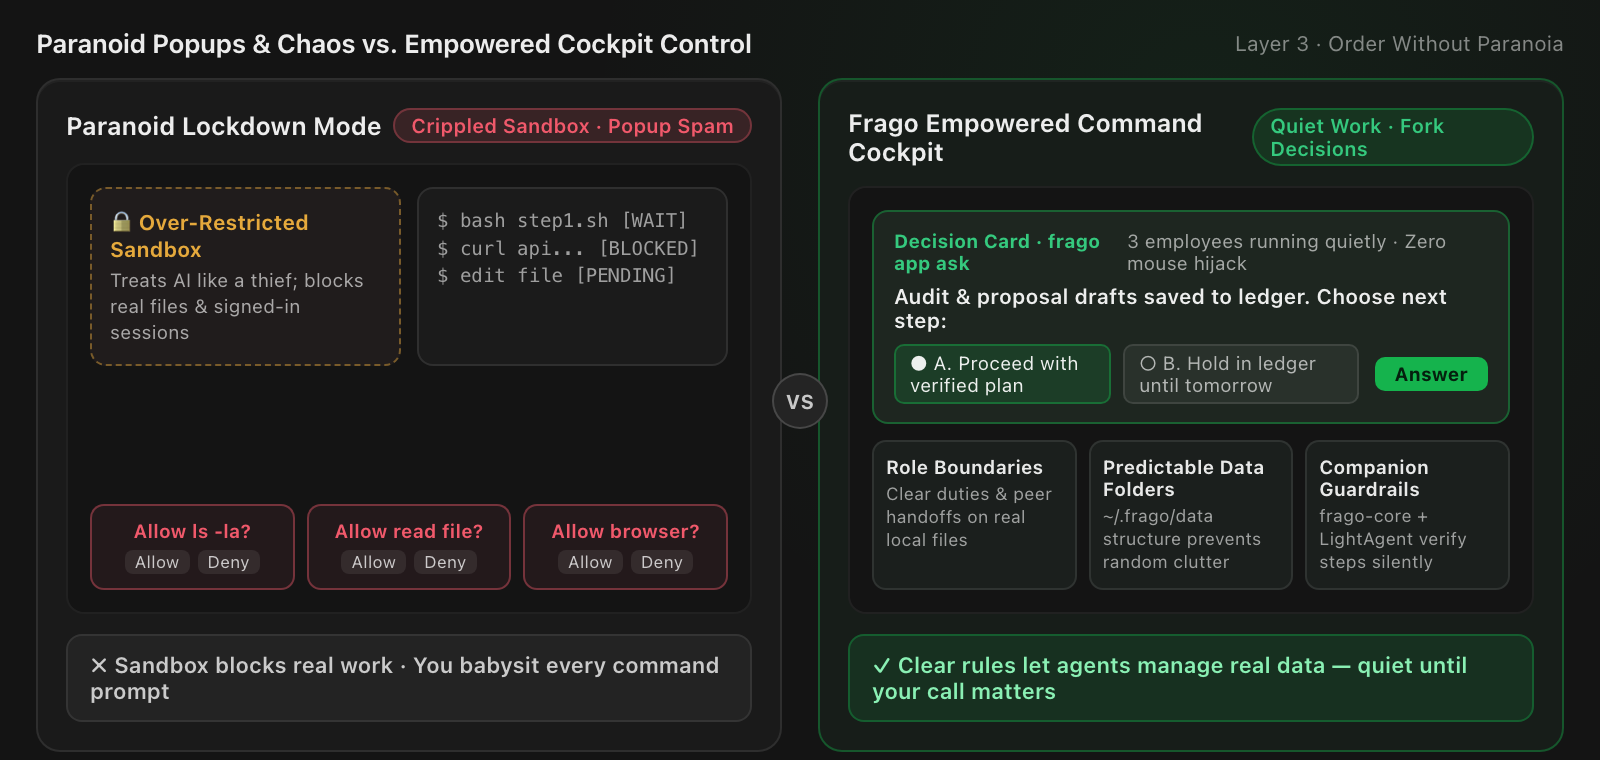 Paranoid Popups & Chaos vs. Empowered Cockpit Control
Layer 3 · Order Without Paranoia
Paranoid Lockdown Mode
Crippled Sandbox · Popup Spam
🔒 Over-Restricted
Sandbox
Treats AI like a thief; blocks
real files & signed-in
sessions
$ bash step1.sh [WAIT]
$ curl api... [BLOCKED]
$ edit file [PENDING]
Allow ls -la?
Allow Deny
Allow read file?
Allow Deny
Allow browser?
Allow Deny
✕ Sandbox blocks real work · You babysit every command
prompt
VS
Frago Empowered Command
Cockpit
Quiet Work · Fork
Decisions
Decision Card · frago
app ask
3 employees running quietly · Zero
mouse hijack
Audit & proposal drafts saved to ledger. Choose next
step:
● A. Proceed with
verified plan
○ B. Hold in ledger
until tomorrow
Answer
Role Boundaries
Clear duties & peer
handoffs on real
local files
Predictable Data
Folders
~/.frago/data
structure prevents
random clutter
Companion
Guardrails
frago-core +
LightAgent verify
steps silently
✓ Clear rules let agents manage real data — quiet until
your call matters